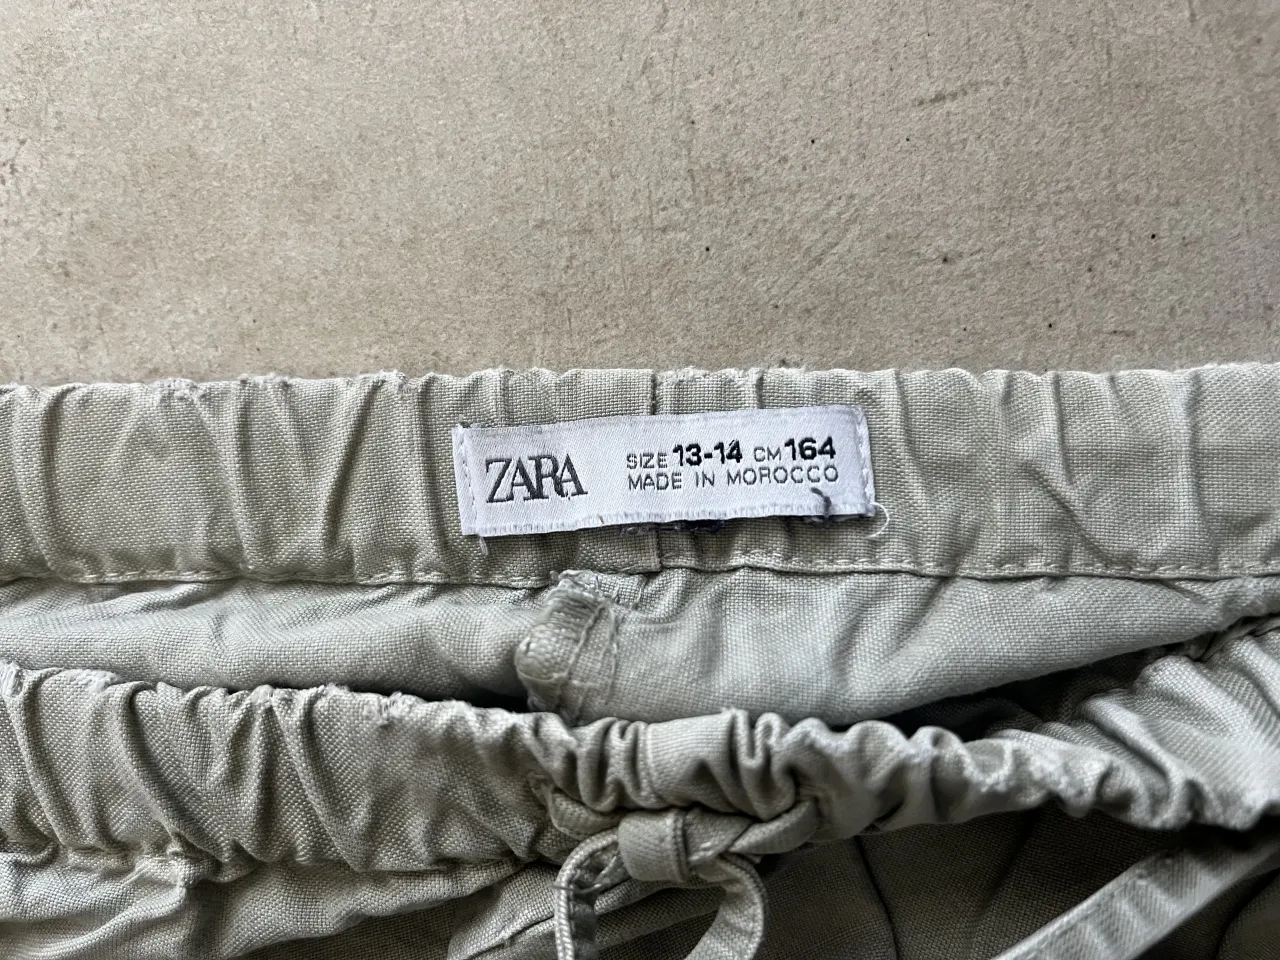 ZARA
SIZE 13-14 CM 164
MADE IN MOROCCO